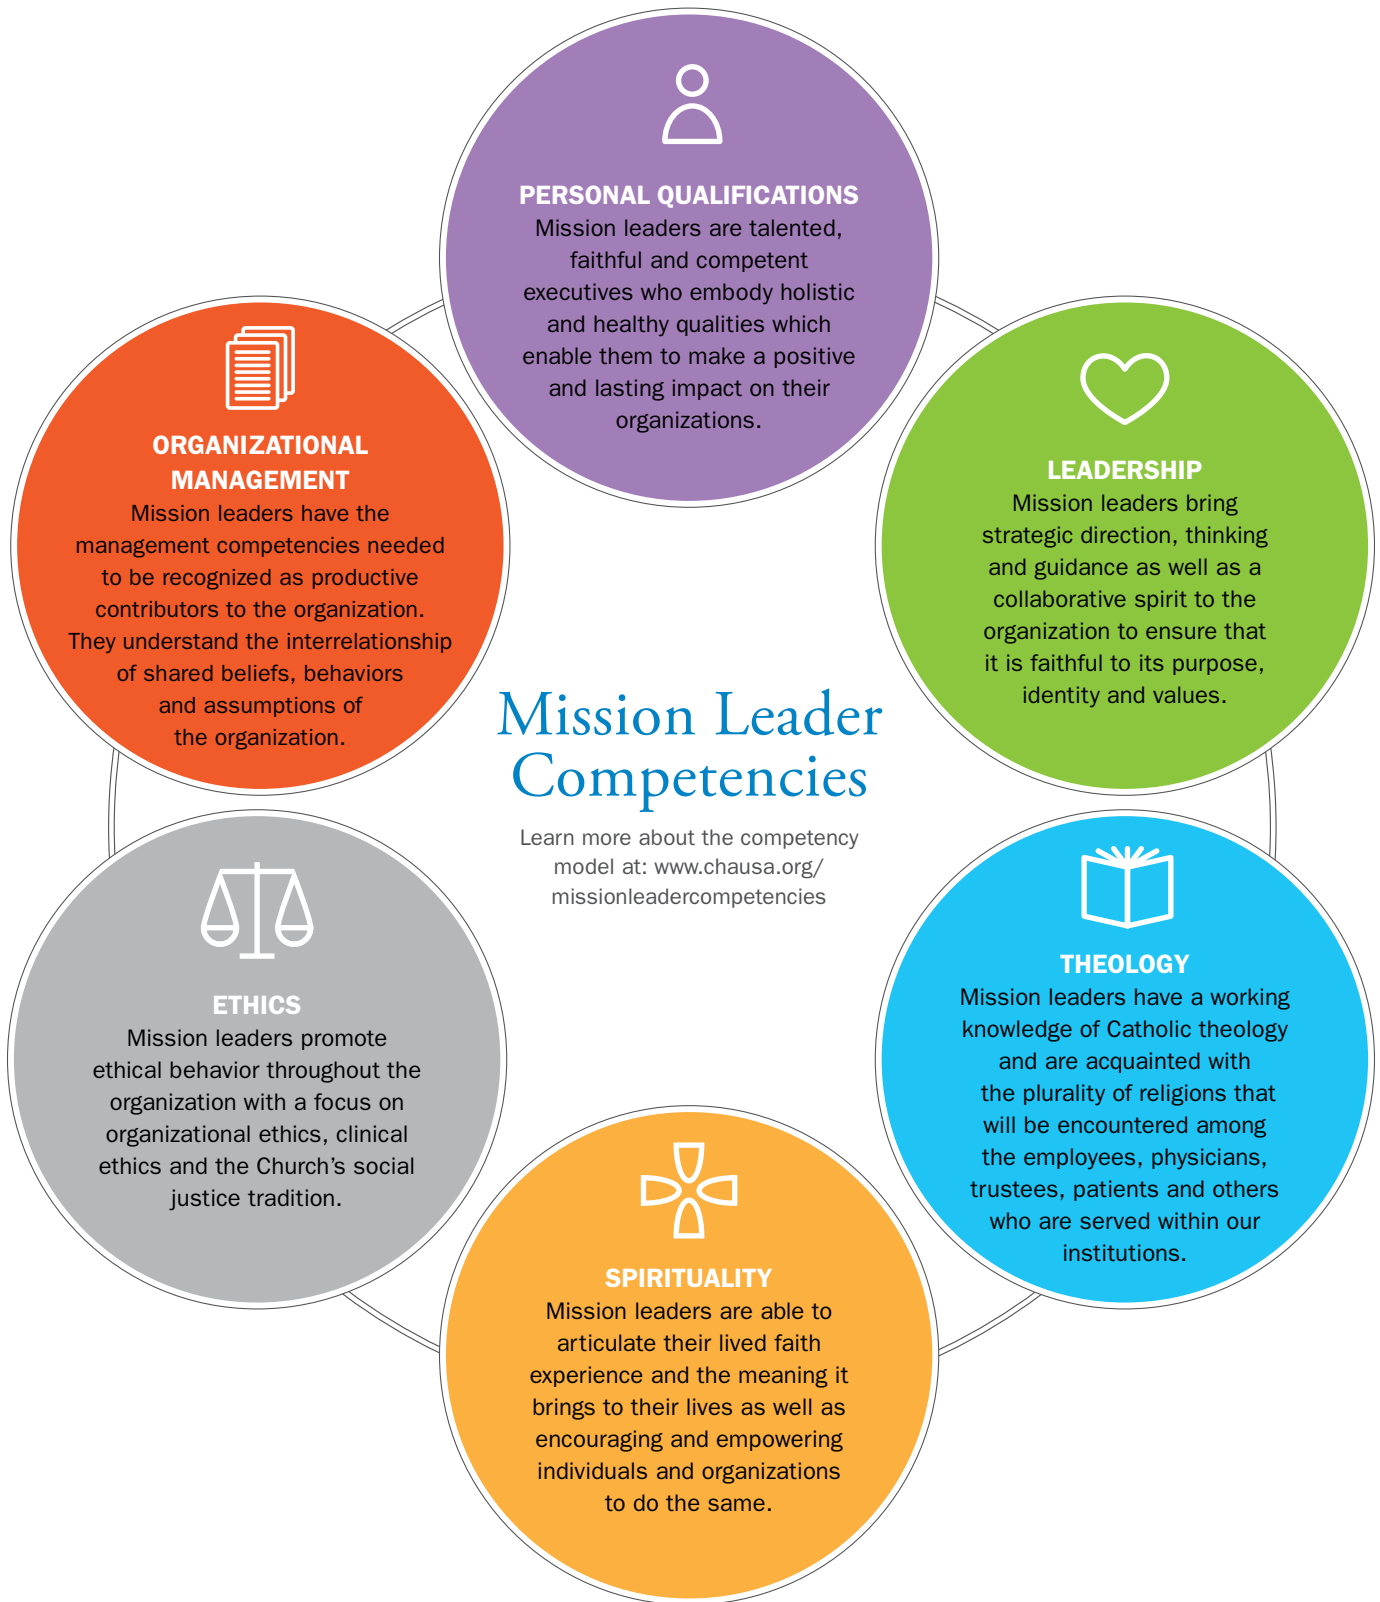 PERSONAL QUALIFICATIONS
Mission leaders are talented,
faithful and competent
executives who embody holistic
and healthy qualities which
enable them to make a positive
and lasting impact on their
organizations.
LEADERSHIP
Mission leaders bring
strategic direction, thinking
and guidance as well as a
collaborative spirit to the
organization to ensure that
it is faithful to its purpose,
identity and values.
THEOLOGY
Mission leaders have a working
knowledge of Catholic theology
and are acquainted with
the plurality of religions that
will be encountered among
the employees, physicians,
trustees, patients and others
who are served within our
institutions.
SPIRITUALITY
Mission leaders are able to
articulate their lived faith
experience and the meaning it
brings to their lives as well as
encouraging and empowering
individuals and organizations
to do the same.
ETHICS
Mission leaders promote
ethical behavior throughout the
organization with a focus on
organizational ethics, clinical
ethics and the Church’s social
justice tradition.
ORGANIZATIONAL
MANAGEMENT
Mission leaders have the
management competencies needed
to be recognized as productive
contributors to the organization.
They understand the interrelationship
of shared beliefs, behaviors
and assumptions of
the organization.
Mission Leader
Competencies
Learn more about the competency
model at: www.chausa.org/
missionleadercompetencies